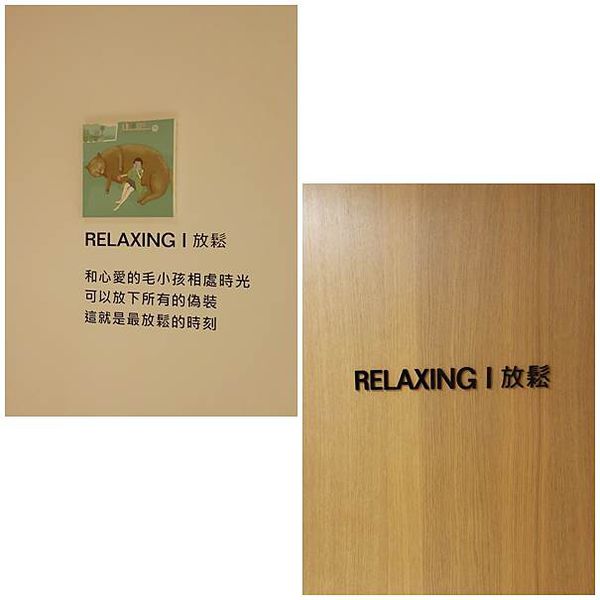 RELAXING | 放鬆
和心愛的毛小孩相處時光
可以放下所有的偽裝
這就是最放鬆的時刻
RELAXING | 放鬆